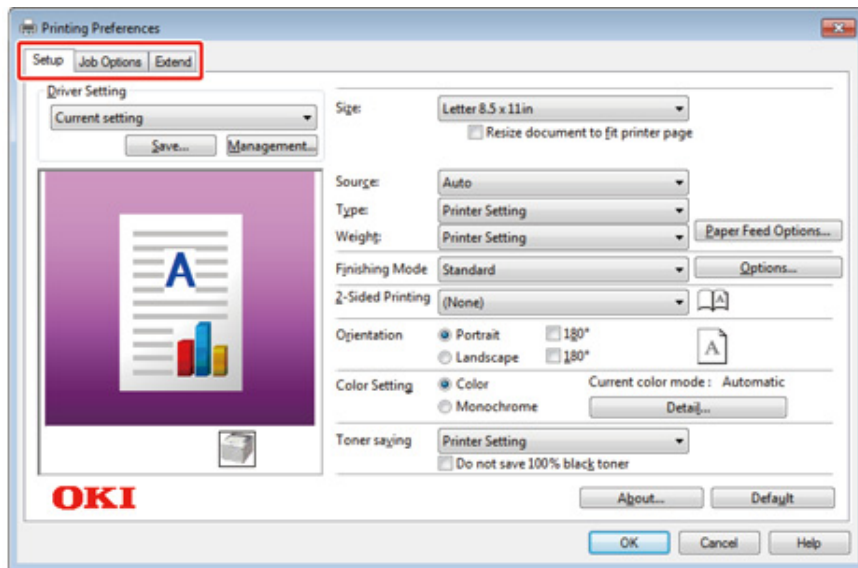 Printing Preferences
Setup Job Options Extend
Driver Setting
Current setting
Save... Management...
A
OKI
Size: Letter 8.5 x 11in
Resize document to fit printer page
Source: Auto
Type: Printer Setting
Weight: Printer Setting Paper Feed Options...
Finishing Mode Standard Options...
2-Sided Printing (None) A
Orientation Portrait 180°
Landscape 180° A
Color Setting Color Current color mode : Automatic
Monochrome Detail...
Toner saving Printer Setting
Do not save 100% black toner
About... Default
OK Cancel Help